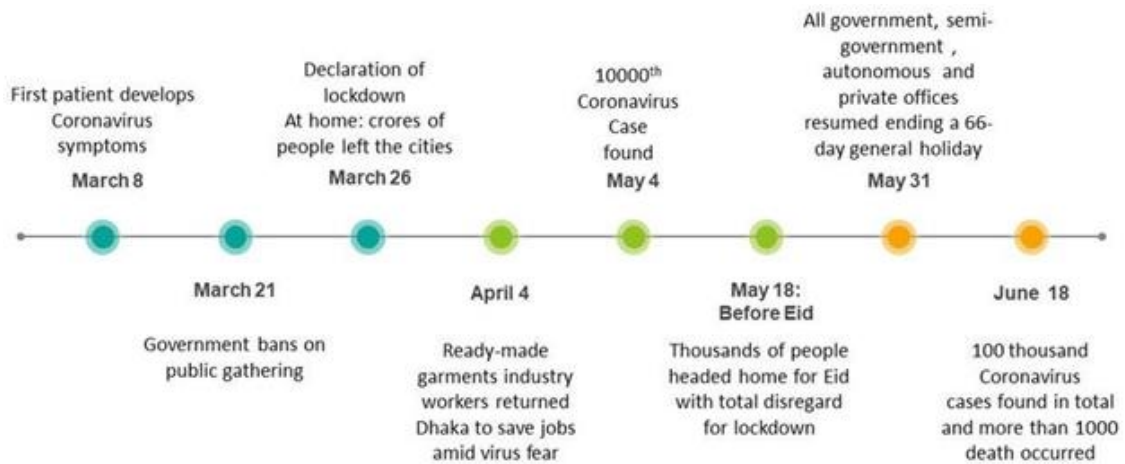 First patient develops
Coronavirus
symptoms
March 8
March 21
Government bans on
public gathering
Declaration of
lockdown
At home: crores of
people left the cities
March 26
April 4
Ready-made
garments industry
workers returned
Dhaka to save jobs
amid virus fear
10000th
Coronavirus
Case
found
May 4
May 18:
Before Eid
Thousands of people
headed home for Eid
with total disregard
for lockdown
All government, semi-
government ,
autonomous and
private offices
resumed ending a 66-
day general holiday
May 31
June 18
100 thousand
Coronavirus
cases found in total
and more than 1000
death occurred